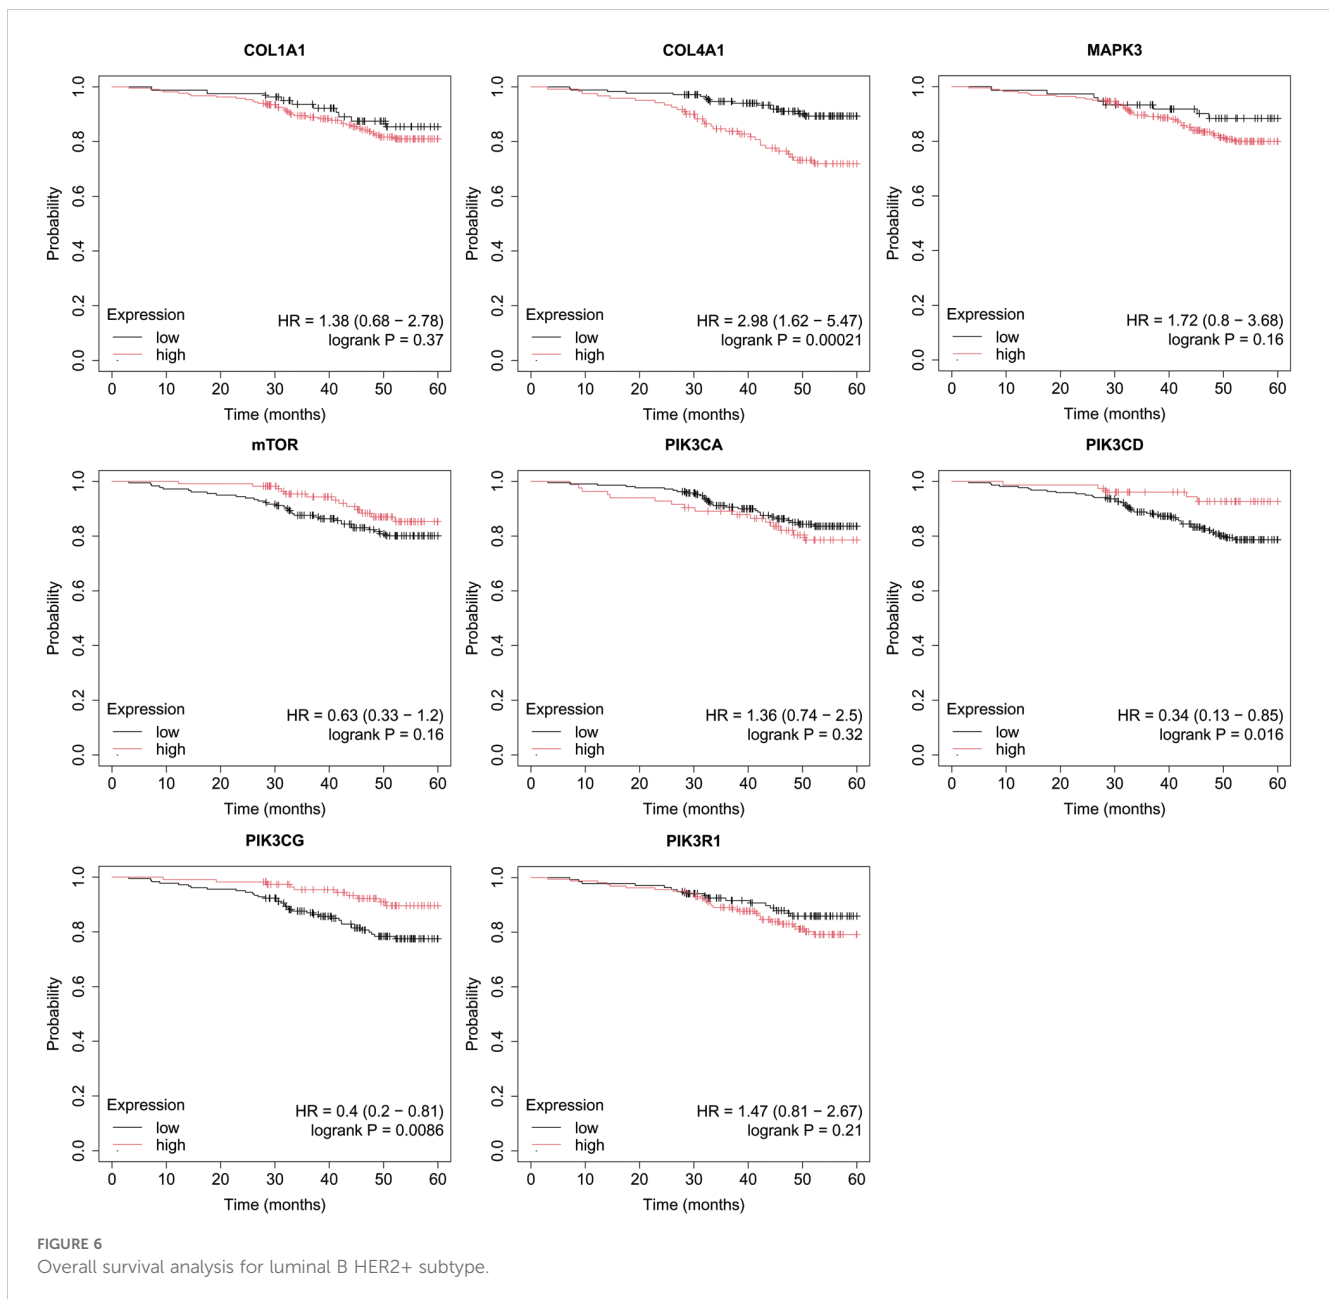 COL1A1
Probability
1.0
0.8
0.6
0.4
0.2
0.0
Expression
low
high
HR = 1.38 (0.68 − 2.78)
logrank P = 0.37
0 10 20 30 40 50 60
Time (months)
COL4A1
Probability
1.0
0.8
0.6
0.4
0.2
0.0
Expression
low
high
HR = 2.98 (1.62 − 5.47)
logrank P = 0.00021
0 10 20 30 40 50 60
Time (months)
MAPK3
Probability
1.0
0.8
0.6
0.4
0.2
0.0
Expression
low
high
HR = 1.72 (0.8 − 3.68)
logrank P = 0.16
0 10 20 30 40 50 60
Time (months)
mTOR
Probability
1.0
0.8
0.6
0.4
0.2
0.0
Expression
low
high
HR = 0.63 (0.33 − 1.2)
logrank P = 0.16
0 10 20 30 40 50 60
Time (months)
PIK3CA
Probability
1.0
0.8
0.6
0.4
0.2
0.0
Expression
low
high
HR = 1.36 (0.74 − 2.5)
logrank P = 0.32
0 10 20 30 40 50 60
Time (months)
PIK3CD
Probability
1.0
0.8
0.6
0.4
0.2
0.0
Expression
low
high
HR = 0.34 (0.13 − 0.85)
logrank P = 0.016
0 10 20 30 40 50 60
Time (months)
PIK3CG
Probability
1.0
0.8
0.6
0.4
0.2
0.0
Expression
low
high
HR = 0.4 (0.2 − 0.81)
logrank P = 0.0086
0 10 20 30 40 50 60
Time (months)
PIK3R1
Probability
1.0
0.8
0.6
0.4
0.2
0.0
Expression
low
high
HR = 1.47 (0.81 − 2.67)
logrank P = 0.21
0 10 20 30 40 50 60
Time (months)
FIGURE 6
Overall survival analysis for luminal B HER2+ subtype.